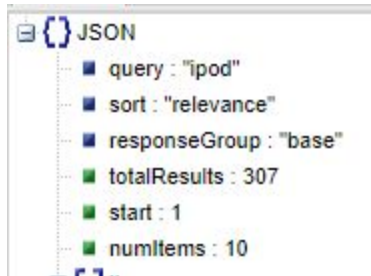 JSON
query : "ipod"
sort : "relevance"
responseGroup : "base"
totalResults : 307
start : 1
numItems : 10